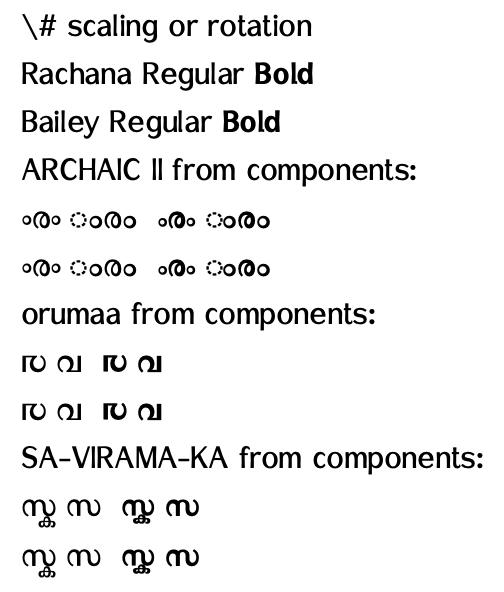 \# scaling or rotation
Rachana Regular Bold
Bailey Regular Bold
ARCHAIC II from components:
ൟ ംരം ൟ ംരം
ൟ ംരം ൟ ംരം
orumaa from components:
൛ വ ൛ വ
൛ വ ൛ വ
SA-VIRAMA-KA from components:
സ്ക സ സ്ക സ
സ്ക സ സ്ക സ